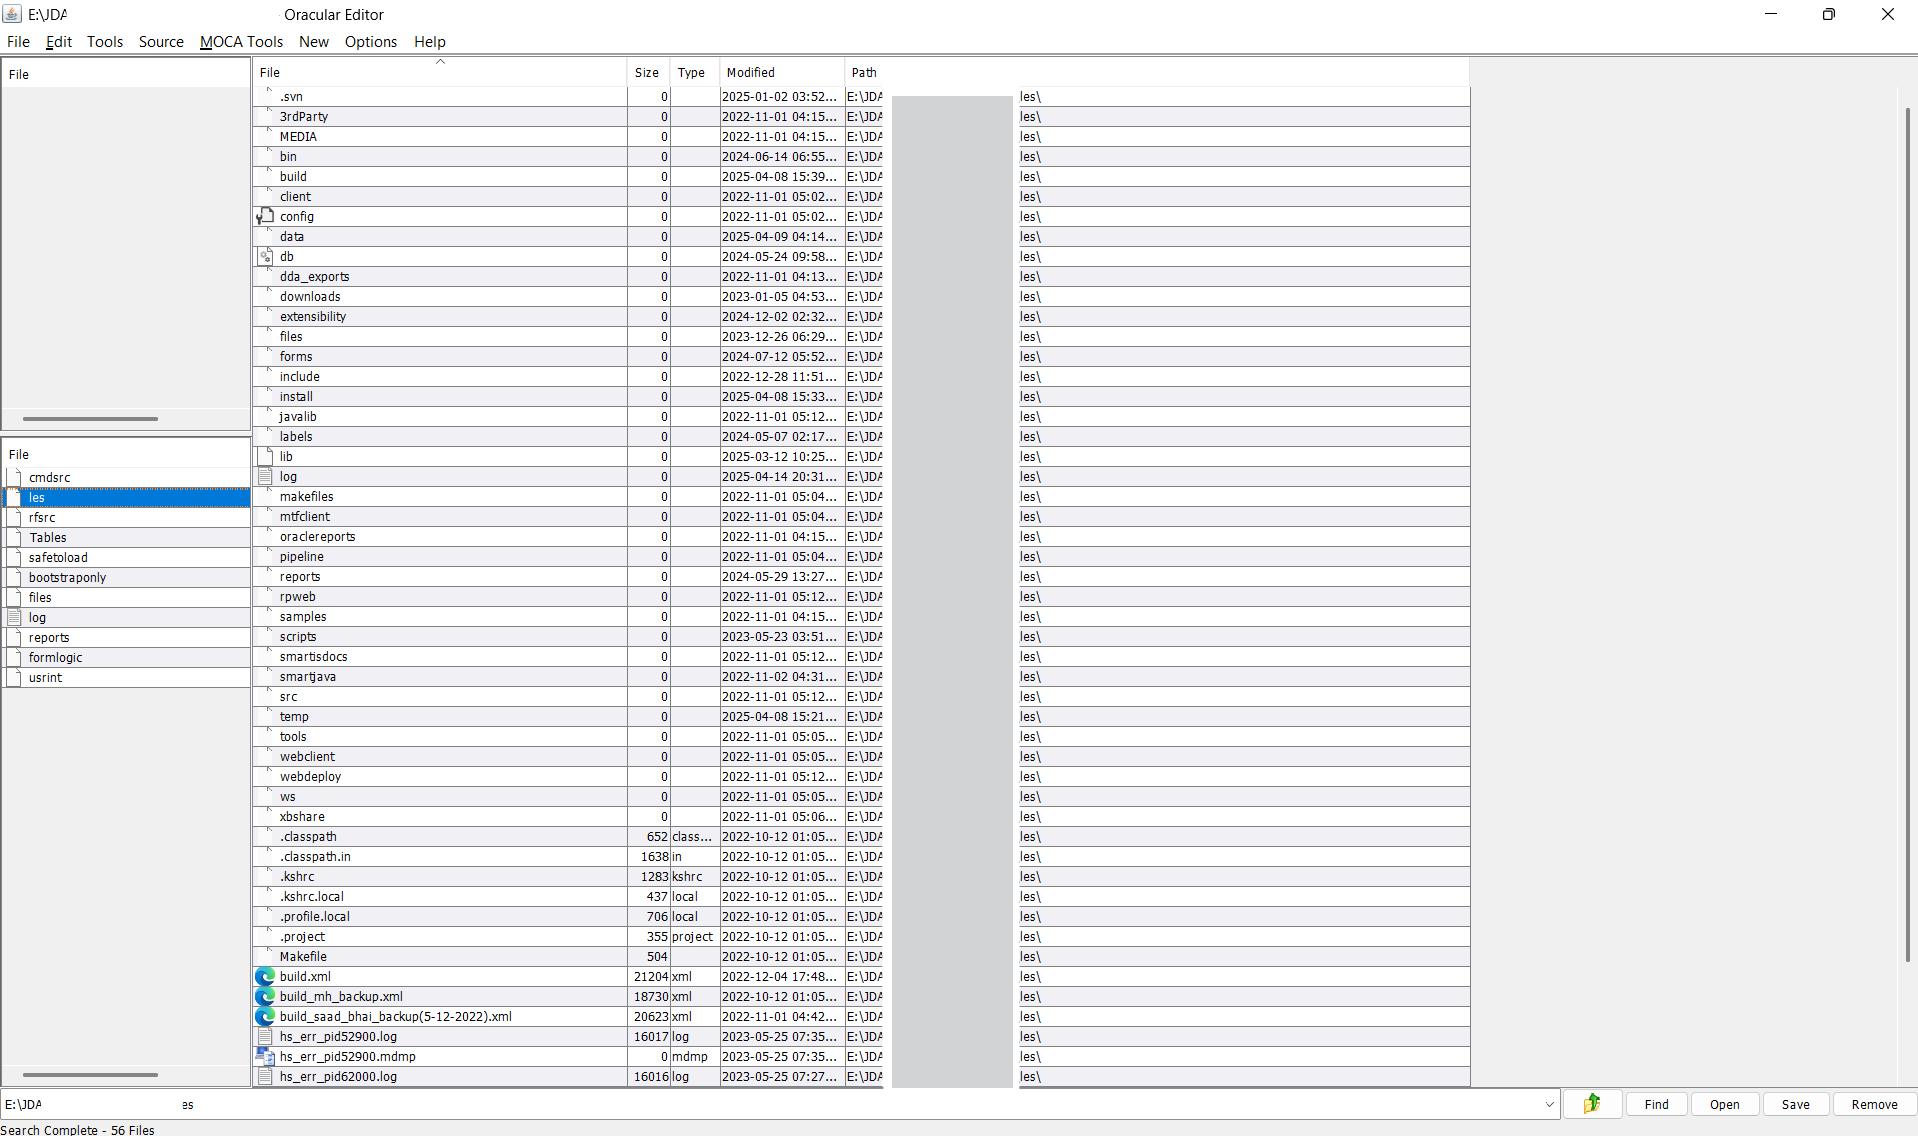 E:\JDA Oracular Editor
File Edit Tools Source MOCA Tools New Options Help
File
File
cmdsrc
les
rfsrc
Tables
safetoload
bootstraponly
files
log
reports
formlogic
usrint
File Size Type Modified Path
.svn 0 2025-01-02 03:52... E:\JDA les\
3rdParty 0 2022-11-01 04:15... E:\JDA les\
MEDIA 0 2022-11-01 04:15... E:\JDA les\
bin 0 2024-06-14 06:55... E:\JDA les\
build 0 2025-04-08 15:39... E:\JDA les\
client 0 2022-11-01 05:02... E:\JDA les\
config 0 2022-11-01 05:02... E:\JDA les\
data 0 2025-04-09 04:14... E:\JDA les\
db 0 2024-05-24 09:58... E:\JDA les\
dda_exports 0 2022-11-01 04:13... E:\JDA les\
downloads 0 2023-01-05 04:53... E:\JDA les\
extensibility 0 2024-12-02 02:32... E:\JDA les\
files 0 2023-12-26 06:29... E:\JDA les\
forms 0 2024-07-12 05:52... E:\JDA les\
include 0 2022-12-28 11:51... E:\JDA les\
install 0 2025-04-08 15:33... E:\JDA les\
javalib 0 2022-11-01 05:12... E:\JDA les\
labels 0 2024-05-07 02:17... E:\JDA les\
lib 0 2025-03-12 10:25... E:\JDA les\
log 0 2025-04-14 20:31... E:\JDA les\
makefiles 0 2022-11-01 05:04... E:\JDA les\
mtfclient 0 2022-11-01 05:04... E:\JDA les\
oraclereports 0 2022-11-01 04:15... E:\JDA les\
pipeline 0 2022-11-01 05:04... E:\JDA les\
reports 0 2024-05-29 13:27... E:\JDA les\
rpweb 0 2022-11-01 05:12... E:\JDA les\
samples 0 2022-11-01 04:15... E:\JDA les\
scripts 0 2023-05-23 03:51... E:\JDA les\
smartisdocs 0 2022-11-01 05:12... E:\JDA les\
smartjava 0 2022-11-02 04:31... E:\JDA les\
src 0 2022-11-01 05:12... E:\JDA les\
temp 0 2025-04-08 15:21... E:\JDA les\
tools 0 2022-11-01 05:05... E:\JDA les\
webclient 0 2022-11-01 05:05... E:\JDA les\
webdeploy 0 2022-11-01 05:12... E:\JDA les\
ws 0 2022-11-01 05:05... E:\JDA les\
xbshare 0 2022-11-01 05:06... E:\JDA les\
.classpath 652 class... 2022-10-12 01:05... E:\JDA les\
.classpath.in 1638 in 2022-10-12 01:05... E:\JDA les\
.kshrc 1283 kshrc 2022-10-12 01:05... E:\JDA les\
.kshrc.local 437 local 2022-10-12 01:05... E:\JDA les\
.profile.local 706 local 2022-10-12 01:05... E:\JDA les\
.project 355 project 2022-10-12 01:05... E:\JDA les\
Makefile 504 2022-10-12 01:05... E:\JDA les\
build.xml 21204 xml 2022-12-04 17:48... E:\JDA les\
build_mh_backup.xml 18730 xml 2022-10-12 01:05... E:\JDA les\
build_saad_bhai_backup(5-12-2022).xml 20623 xml 2022-11-01 04:42... E:\JDA les\
hs_err_pid52900.log 16017 log 2023-05-25 07:35... E:\JDA les\
hs_err_pid52900.mdmp 0 mdmp 2023-05-25 07:35... E:\JDA les\
hs_err_pid62000.log 16016 log 2023-05-25 07:27... E:\JDA les\
E:\JDA es Find Open Save Remove
Search Complete - 56 Files